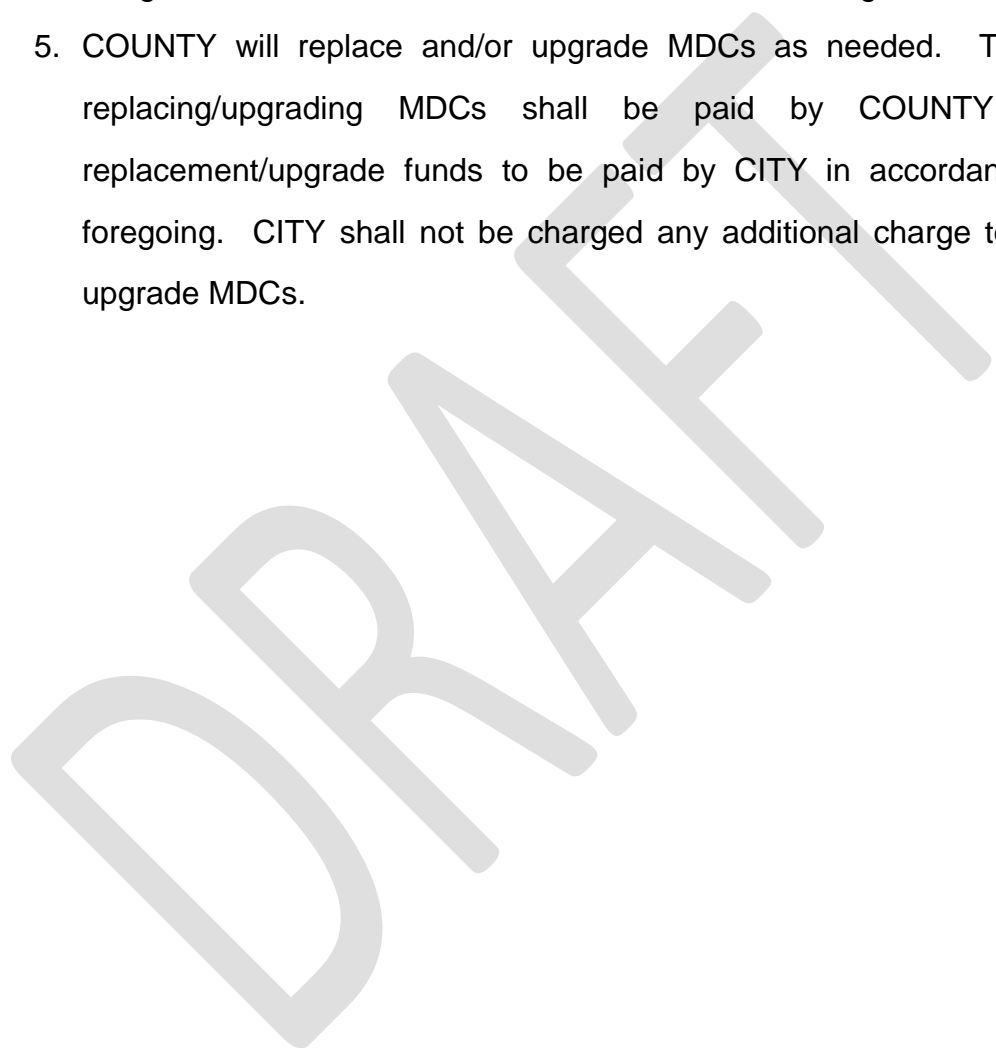 5. COUNTY will replace and/or upgrade MDCs as needed.
replacing/upgrading MDCs shall be paid by COUNTY
replacement/upgrade funds to be paid by CITY in
foregoing. CITY shall not be charged any additional charge
upgrade MDCs.
DRAFT